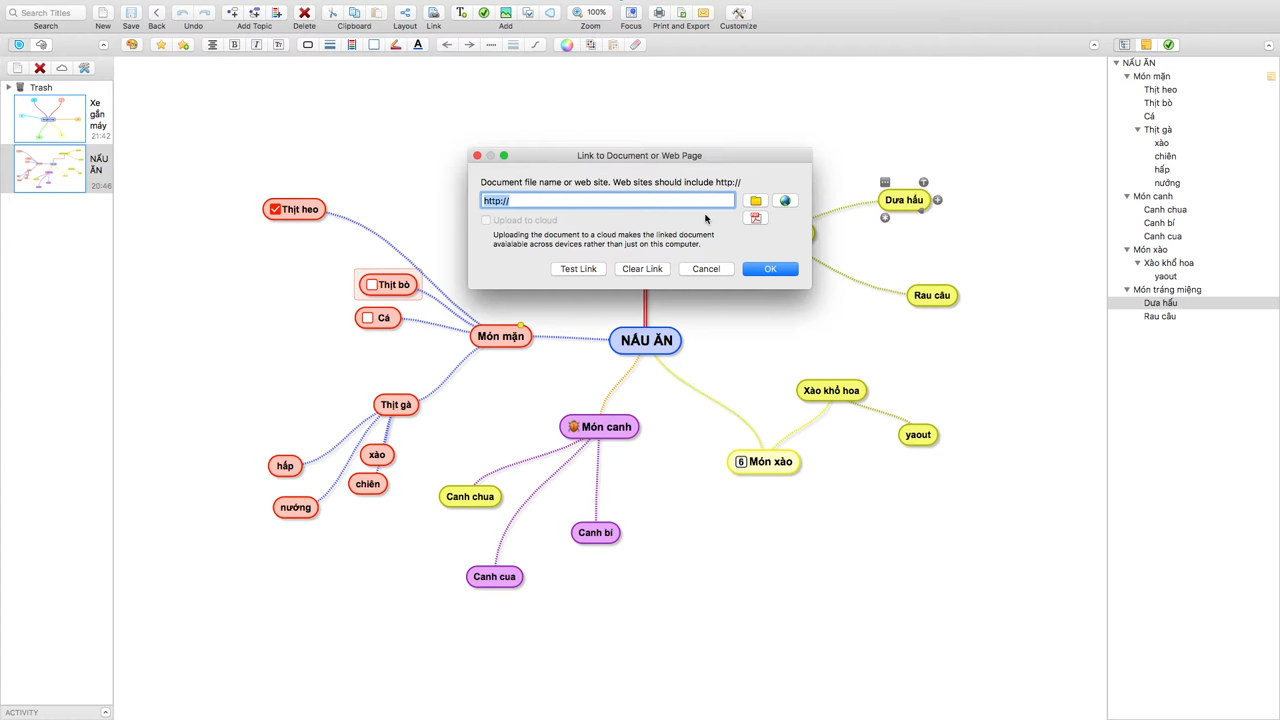 Search Titles
100%
Search
New
Save
Back
Undo
Add Topic
Delete
Clipboard
Layout
Link
Add
Zoom
Focus
Print and Export
Customize
Trash
Xe gắn máy
21:42
NẤU ĂN
20:46
ACTIVITY
Link to Document or Web Page
Document file name or web site. Web sites should include http://
http://
Upload to cloud
Uploading the document to a cloud makes the linked document
avaialable across devices rather than just on this computer.
Test Link
Clear Link
Cancel
OK
Thịt heo
Thịt bò
Cá
Món mặn
NẤU ĂN
Dưa hấu
Rau câu
Thịt gà
xào
hấp
chiên
nướng
Món canh
Canh chua
Canh bí
Canh cua
Xào khổ hoa
yaout
6 Món xào
NẤU ĂN
Món mặn
Thịt heo
Thịt bò
Cá
Thịt gà
xào
chiên
hấp
nướng
Món canh
Canh chua
Canh bí
Canh cua
Món xào
Xào khổ hoa
yaout
Món tráng miệng
Dưa hấu
Rau câu